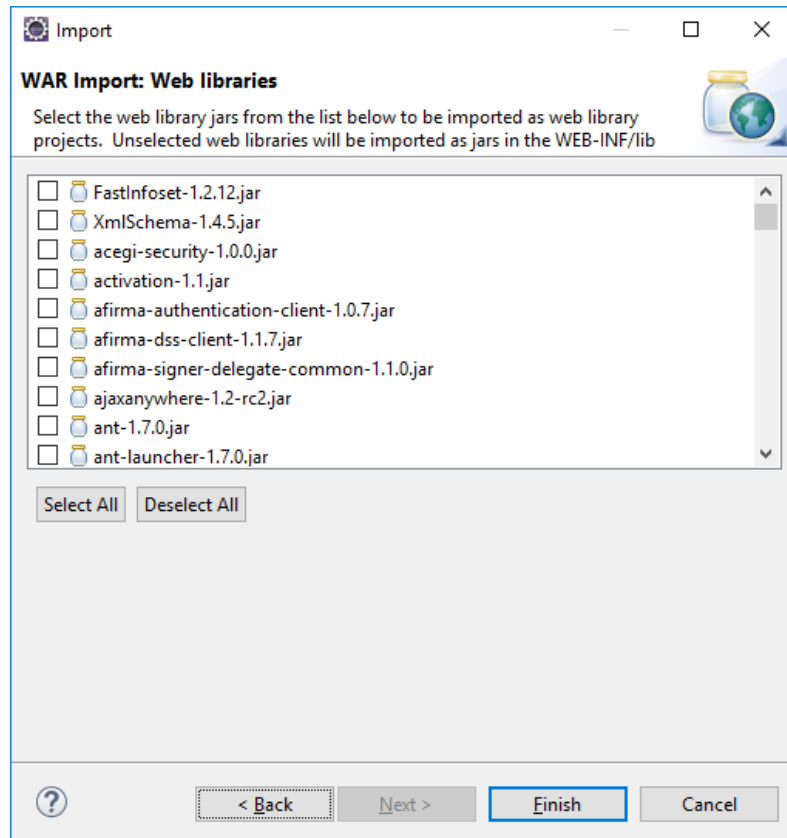 Import
WAR Import: Web libraries
Select the web library jars from the list below to be imported as web library
projects.  Unselected web libraries will be imported as jars in the WEB-INF/lib
FastInfoset-1.2.12.jar
XmlSchema-1.4.5.jar
acegi-security-1.0.0.jar
activation-1.1.jar
afirma-authentication-client-1.0.7.jar
afirma-dss-client-1.1.7.jar
afirma-signer-delegate-common-1.1.0.jar
ajaxanywhere-1.2-rc2.jar
ant-1.7.0.jar
ant-launcher-1.7.0.jar
Select All Deselect All
? < Back Next > Finish Cancel